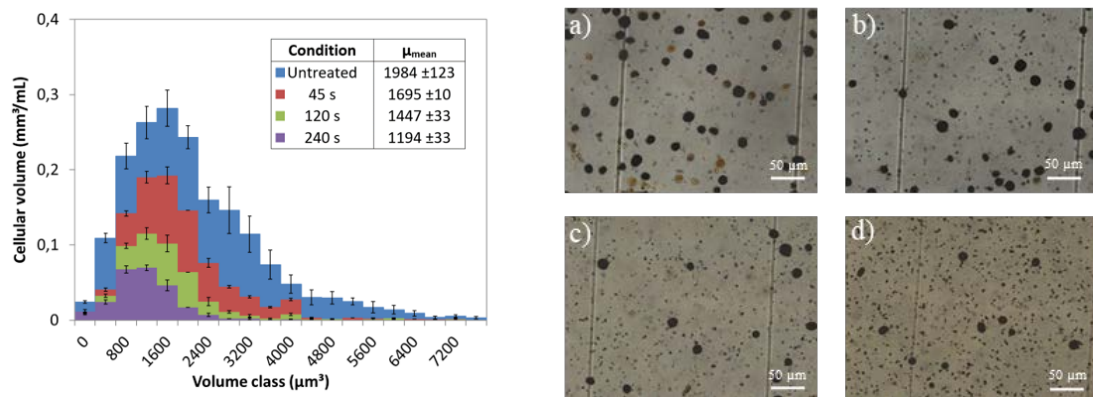 0,4
0,3
0,2
0,1
0
Cellular volume (mm³/mL)
Condition μmean
Untreated 1984 ±123
45 s 1695 ±10
120 s 1447 ±33
240 s 1194 ±33
0 800 1600 2400 3200 4000 4800 5600 6400 7200
Volume class (μm³)
a)
50 μm
b)
50 μm
c)
50 μm
d)
50 μm